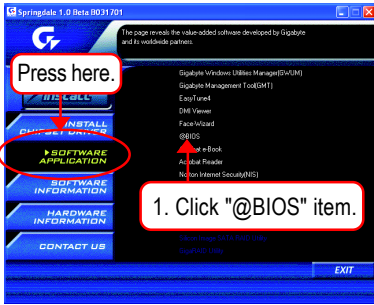 Springdale 1.0 Beta B031701
The page reveals the value-added software developed by Gigabyte
and its worldwide partners.
Press here.
INSTALL
CHIPSET DRIVER
SOFTWARE
APPLICATION
SOFTWARE
INFORMATION
HARDWARE
INFORMATION
CONTACT US
Gigabyte Windows Utilities Manager(GWUM)
Gigabyte Management Tool(GMT)
EasyTune4
DMI Viewer
Face-Wizard
@BIOS
e-Book
Acrobat Reader
Norton Internet Security(NIS)
1. Click "@BIOS" item.
EXIT